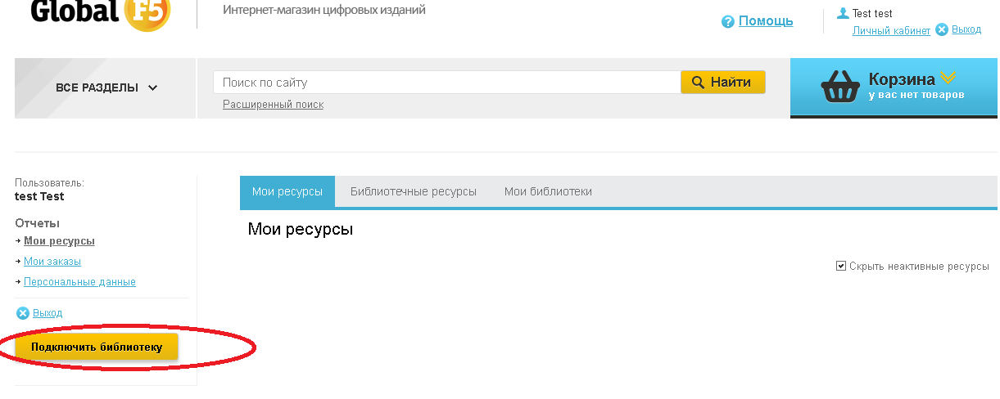 Global F5
Интернет-магазин цифровых изданий
Помощь
Test test
Личный кабинет
Выход
ВСЕ РАЗДЕЛЫ
Поиск по сайту
Найти
Расширенный поиск
Корзина
у вас нет товаров
Пользователь:
test Test
Отчеты
Мои ресурсы
Мои заказы
Персональные данные
Выход
Подключить библиотеку
Мои ресурсы
Библиотечные ресурсы
Мои библиотеки
Мои ресурсы
Скрыть неактивные ресурсы